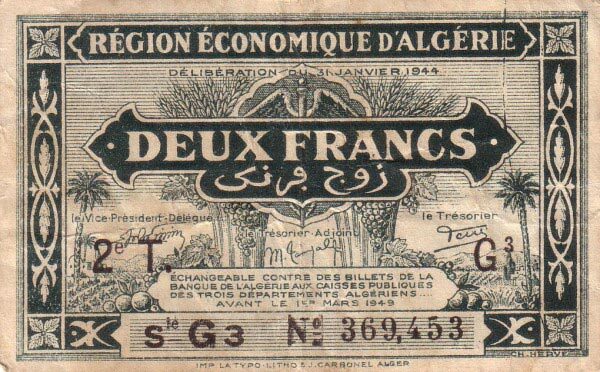 RÉGION ÉCONOMIQUE D'ALGÉRIE
DÉLIBÉRATION DU 31 JANVIER 1944
DEUX FRANCS
زوج فرنك
le Vice-Président-Délégué
le Trésorier-Adjoint
le Trésorier
2e T. G3
ÉCHANGEABLE CONTRE DES BILLETS DE LA
BANQUE DE L'ALGÉRIE AUX CAISSES PUBLIQUES
DES TROIS DÉPARTEMENTS ALGÉRIENS....
AVANT LE 1er MARS 1949
Sie G3 No 369,453
CH. HERVÉ
IMP. LA TYPO-LITHO & J. CARBONEL ALGER